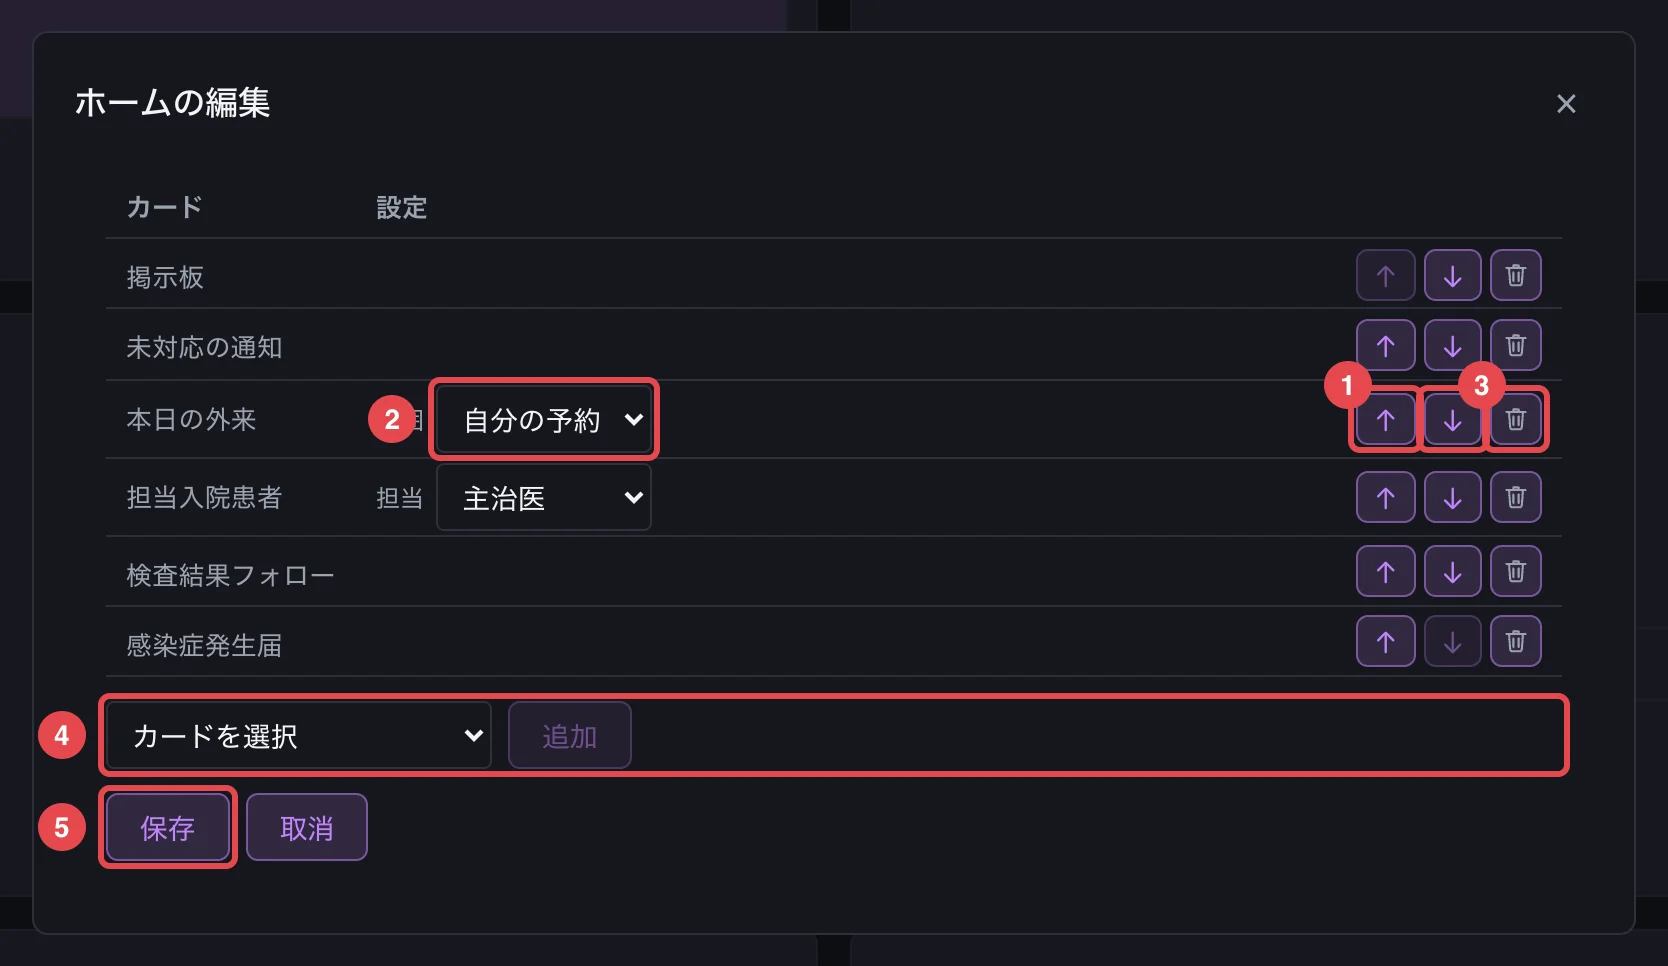 ホームの編集
カード 設定
掲示板
未対応の通知
1 3
本日の外来 2 自分の予約
担当入院患者 担当 主治医
検査結果フォロー
感染症発生届
4 カードを選択 追加
5 保存 取消